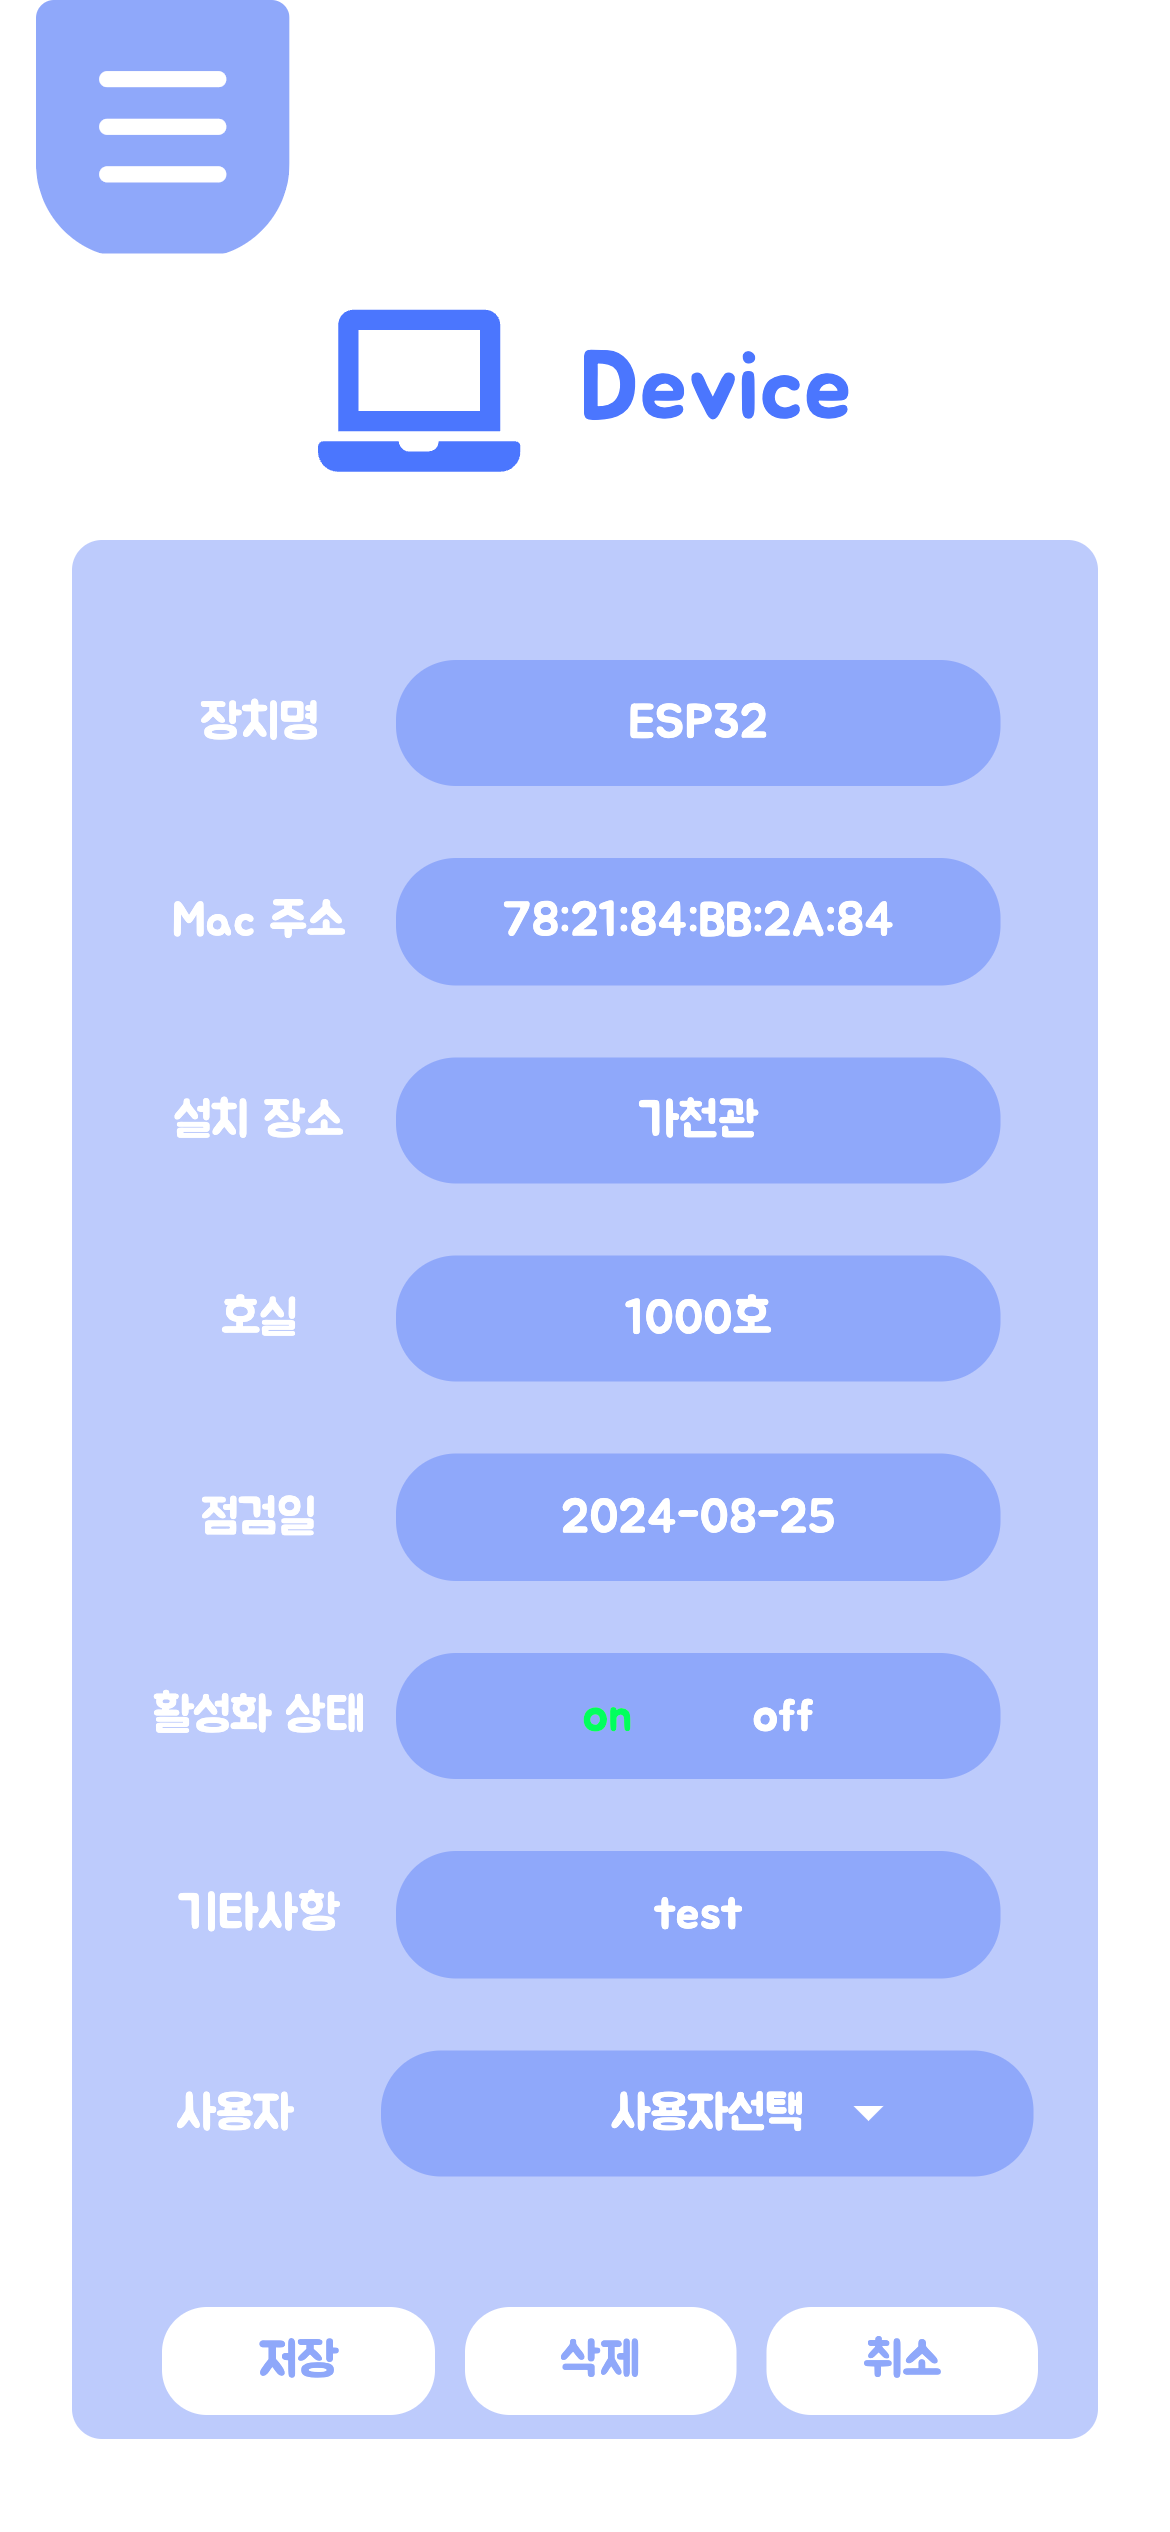 Device
장치명 ESP32
Mac 주소 78:21:84:BB:2A:84
설치 장소 가천관
호실 1000호
점검일 2024-08-25
활성화 상태 on off
기타사항 test
사용자 사용자선택
저장 삭제 취소